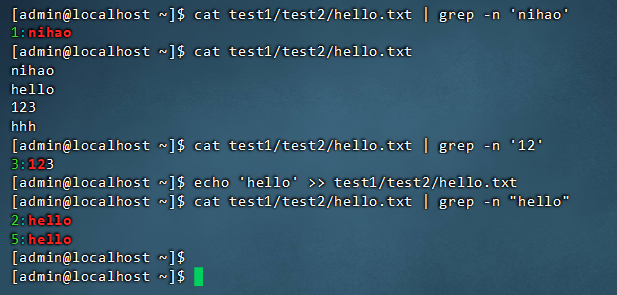 [admin@localhost ~]$ cat test1/test2/hello.txt | grep -n 'nihao'
1:nihao
[admin@localhost ~]$ cat test1/test2/hello.txt
nihao
hello
123
hhh
[admin@localhost ~]$ cat test1/test2/hello.txt | grep -n '12'
3:123
[admin@localhost ~]$ echo 'hello' >> test1/test2/hello.txt
[admin@localhost ~]$ cat test1/test2/hello.txt | grep -n "hello"
2:hello
5:hello
[admin@localhost ~]$
[admin@localhost ~]$